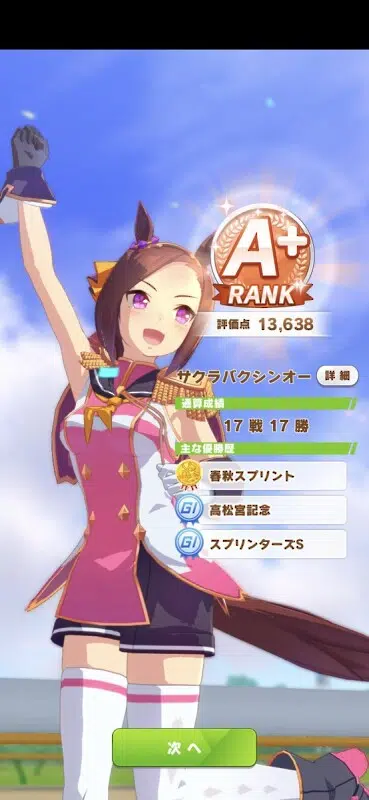 A+
RANK
評価点 13,638
サクラバクシンオー 詳細
通算成績
17 戦 17 勝
主な優勝歴
春秋スプリント
GI 高松宮記念
GI スプリンターズS
次へ